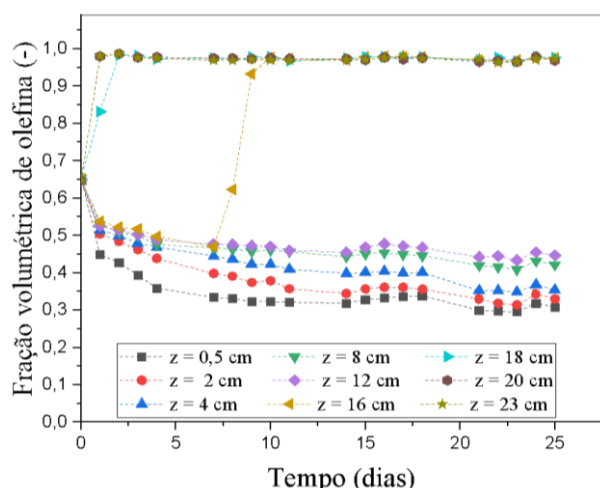 Fração volumétrica de olefina (-)
1,0
0,9
0,8
0,7
0,6
0,5
0,4
0,3
0,2
0,1
0,0
z = 0,5 cm z = 8 cm z = 18 cm
z = 2 cm z = 12 cm z = 20 cm
z = 4 cm z = 16 cm z = 23 cm
0 5 10 15 20 25
Tempo (dias)